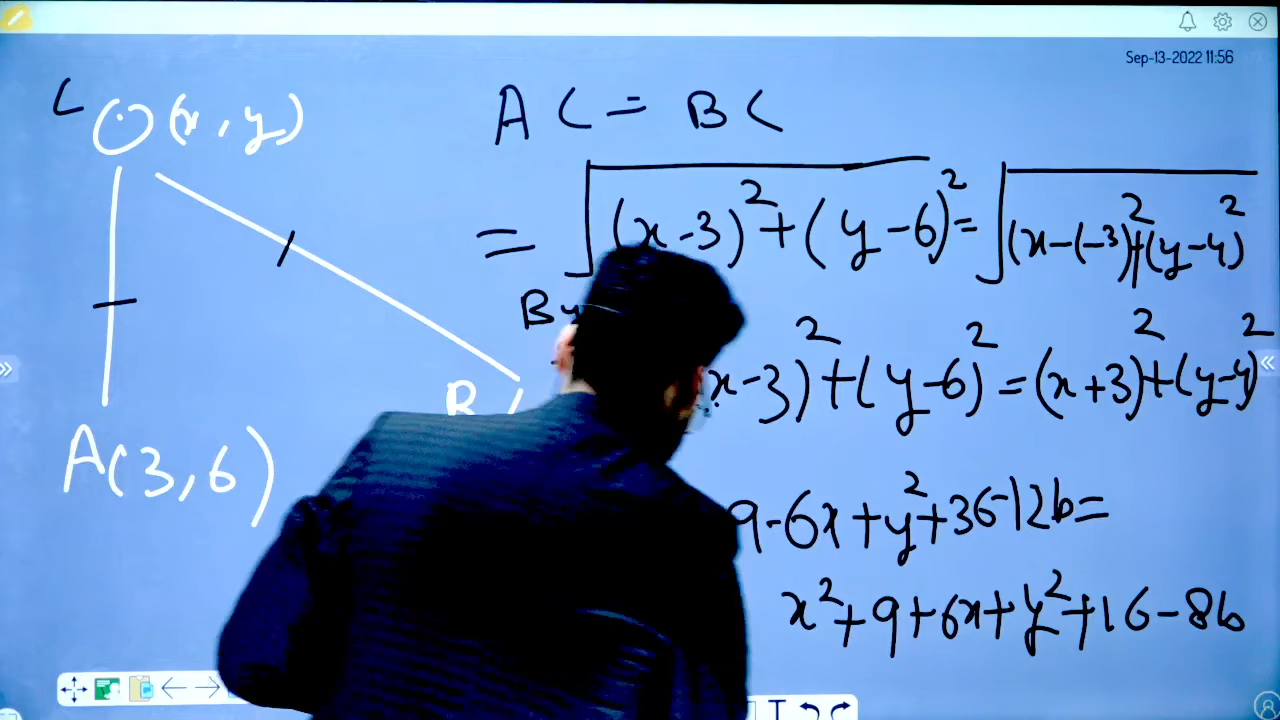 Sep-13-2022 11:56
C (x, y)
A(3, 6)
B (
AC = BC
= √(x-3)²+(y-6)² = √(x-(-3)²+(y-4)²
By
x-3)²+(y-6)² = (x+3)²+(y-4)²
9-6x+y²+36-12b=
x²+9+6x+y²+16-8b